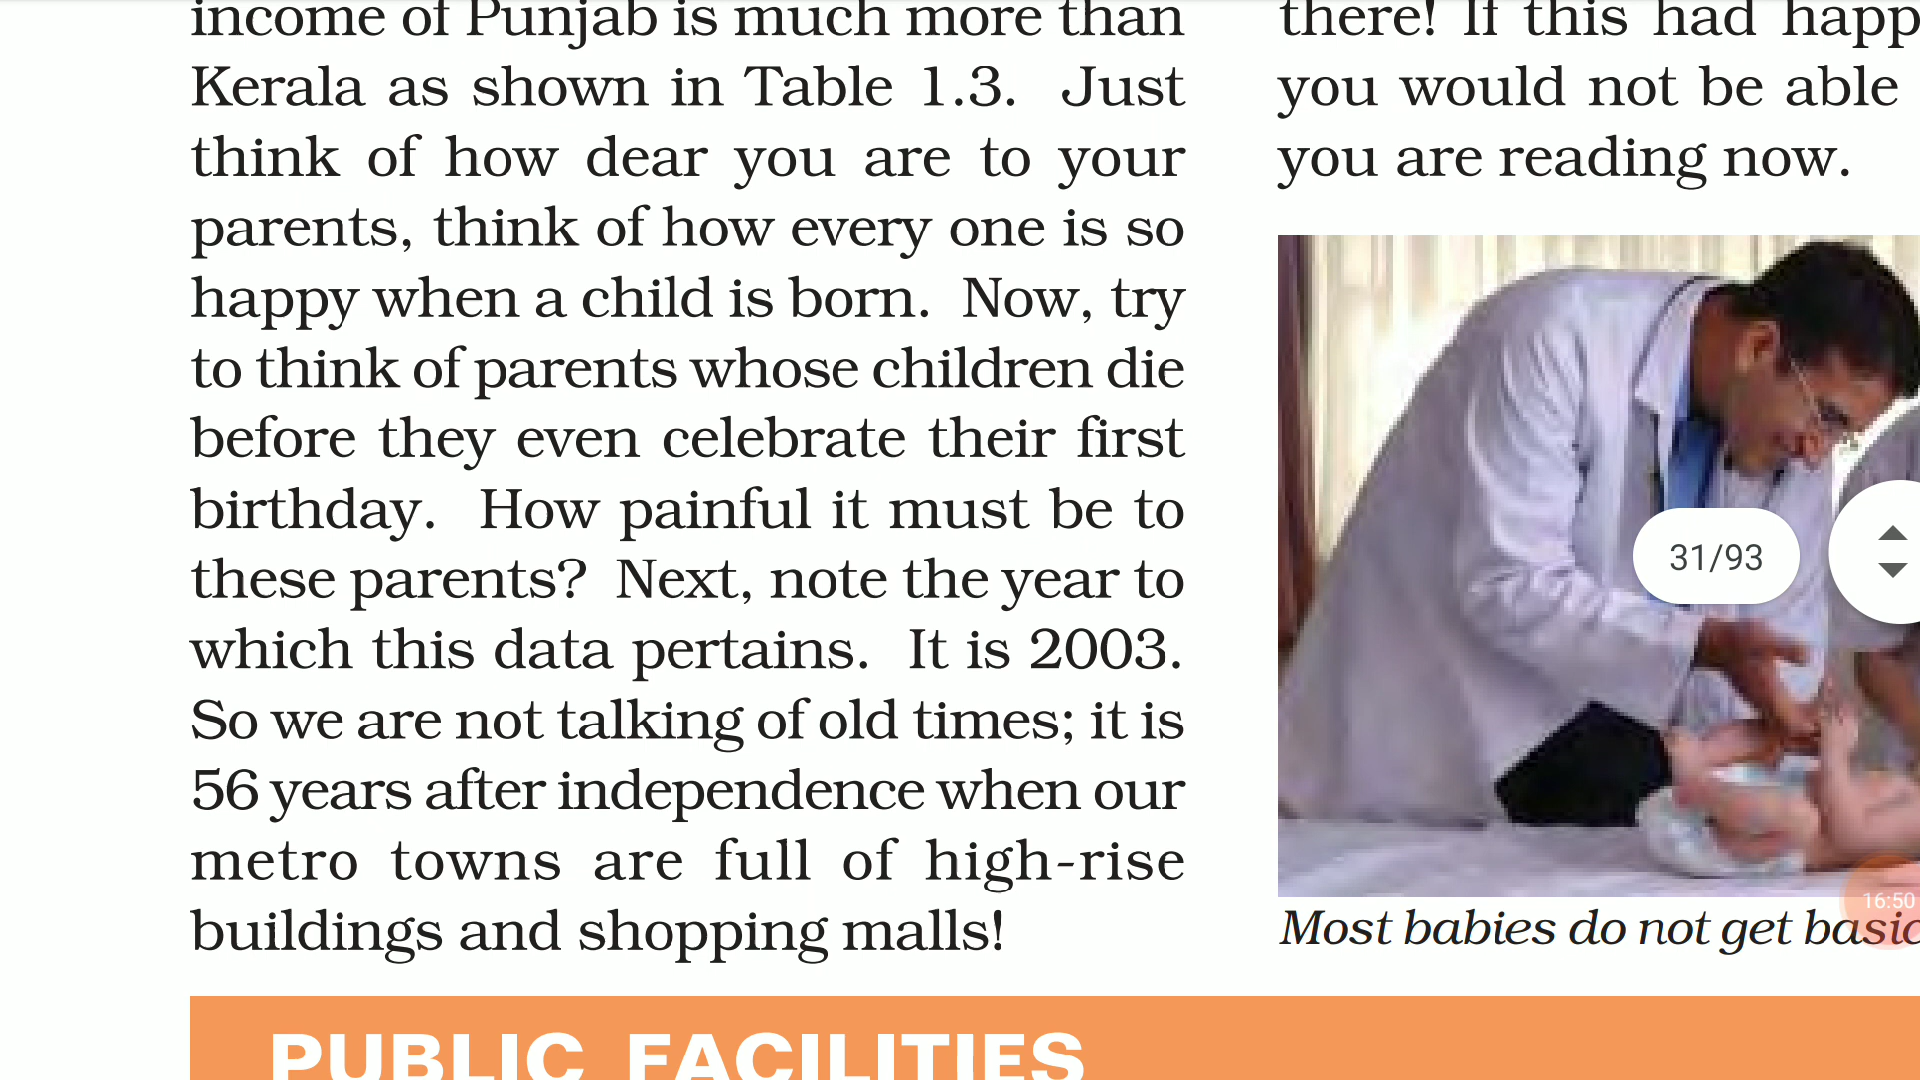 income of Punjab is much more than
Kerala as shown in Table 1.3. Just
think of how dear you are to your
parents, think of how every one is so
happy when a child is born. Now, try
to think of parents whose children die
before they even celebrate their first
birthday. How painful it must be to
these parents? Next, note the year to
which this data pertains. It is 2003.
So we are not talking of old times; it is
56 years after independence when our
metro towns are full of high-rise
buildings and shopping malls!
there! If this had happ
you would not be able
you are reading now.
31/93
16:50
Most babies do not get basic
PUBLIC FACILITIES